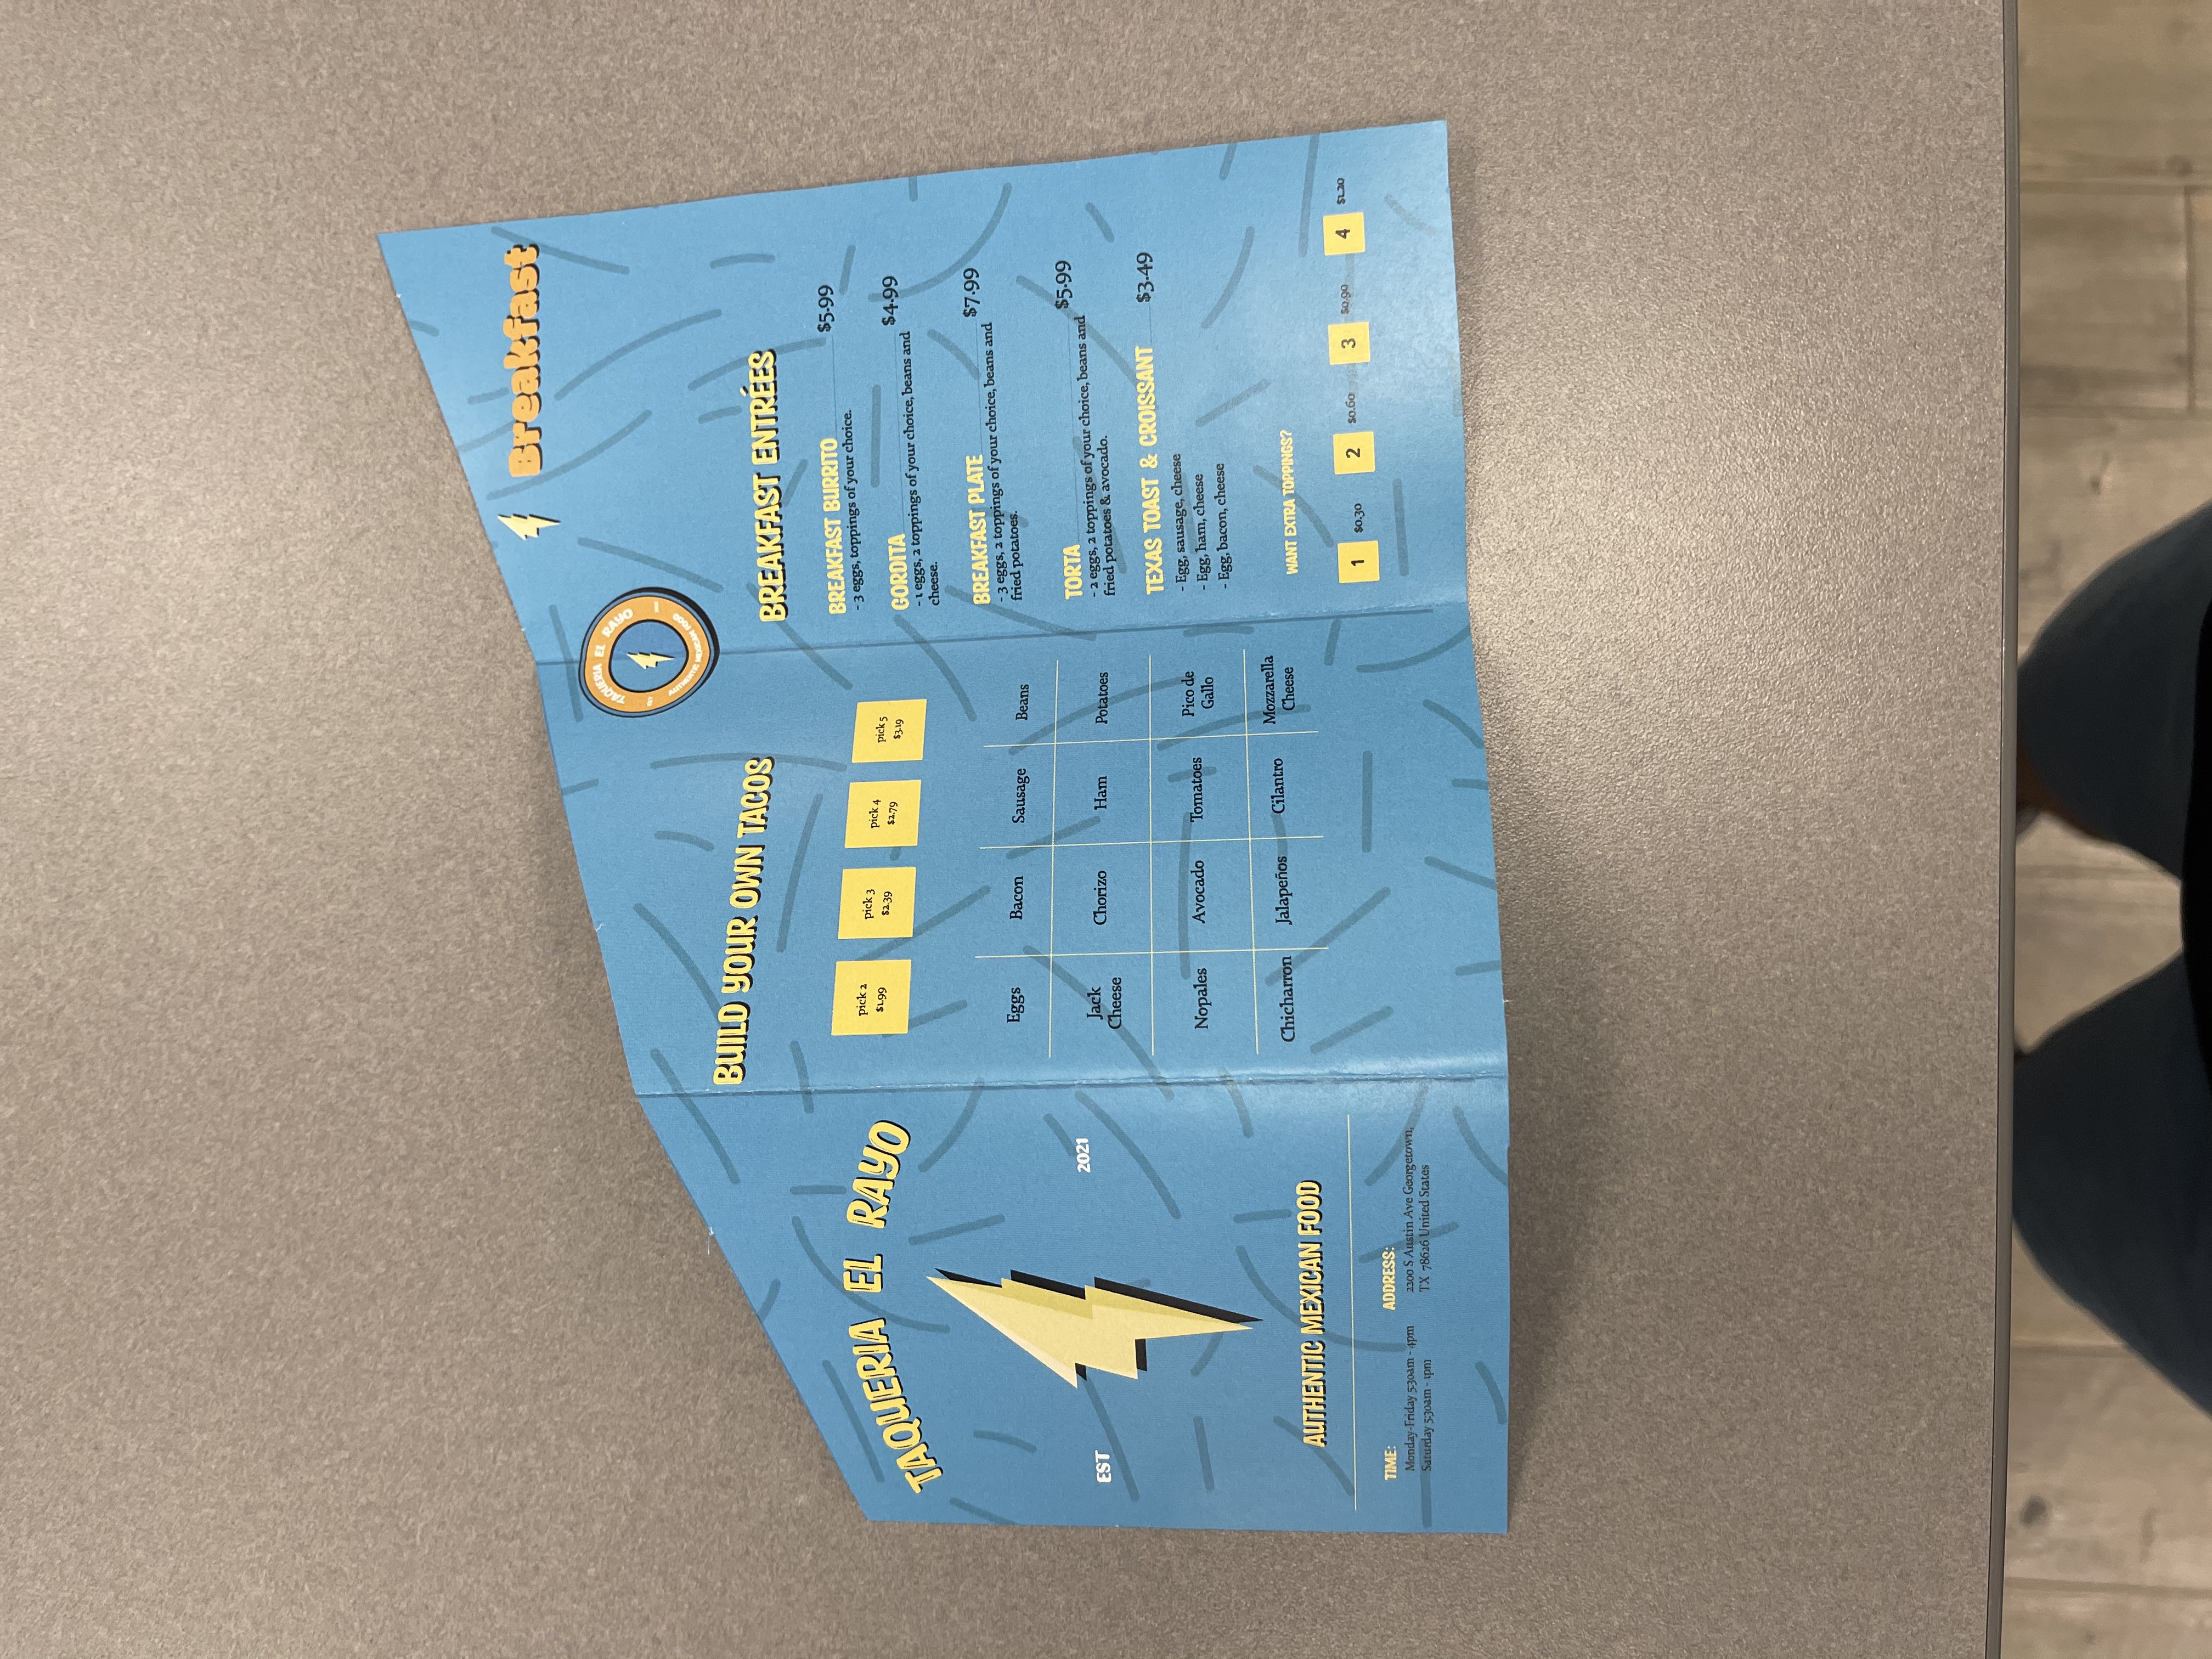 TAQUERIA EL RAYO
EST
2021
AUTHENTIC MEXICAN FOOD
TIME:
Monday-Friday 5:30am - 4pm
Saturday 5:30am - 1pm
ADDRESS:
2200 S Austin Ave Georgetown,
TX 78626 United States
BUILD YOUR OWN TACOS
pick 2
$1.99
pick 3
$2.39
pick 4
$2.79
pick 5
$3.19
Eggs Bacon Sausage Beans
Jack
Cheese
Chorizo Ham Potatoes
Nopales Avocado Tomatoes
Pico de
Gallo
Chicharron Jalapeños Cilantro
Mozzarella
Cheese
TAQUERIA EL RAYO
EST
AUTHENTIC MEXICAN FOOD
Breakfast
BREAKFAST ENTRÉES
BREAKFAST BURRITO $5.99
- 3 eggs, toppings of your choice.
GORDITA $4.99
- 1 eggs, 2 toppings of your choice, beans and
cheese.
BREAKFAST PLATE $7.99
- 3 eggs, 2 toppings of your choice, beans and
fried potatoes.
TORTA $5.99
- 2 eggs, 2 toppings of your choice, beans and
fried potatoes & avocado.
TEXAS TOAST & CROISSANT $3.49
- Egg, sausage, cheese
- Egg, ham, cheese
- Egg, bacon, cheese
WANT EXTRA TOPPINGS?
1 $0.30 2 $0.60 3 $0.90 4 $1.20